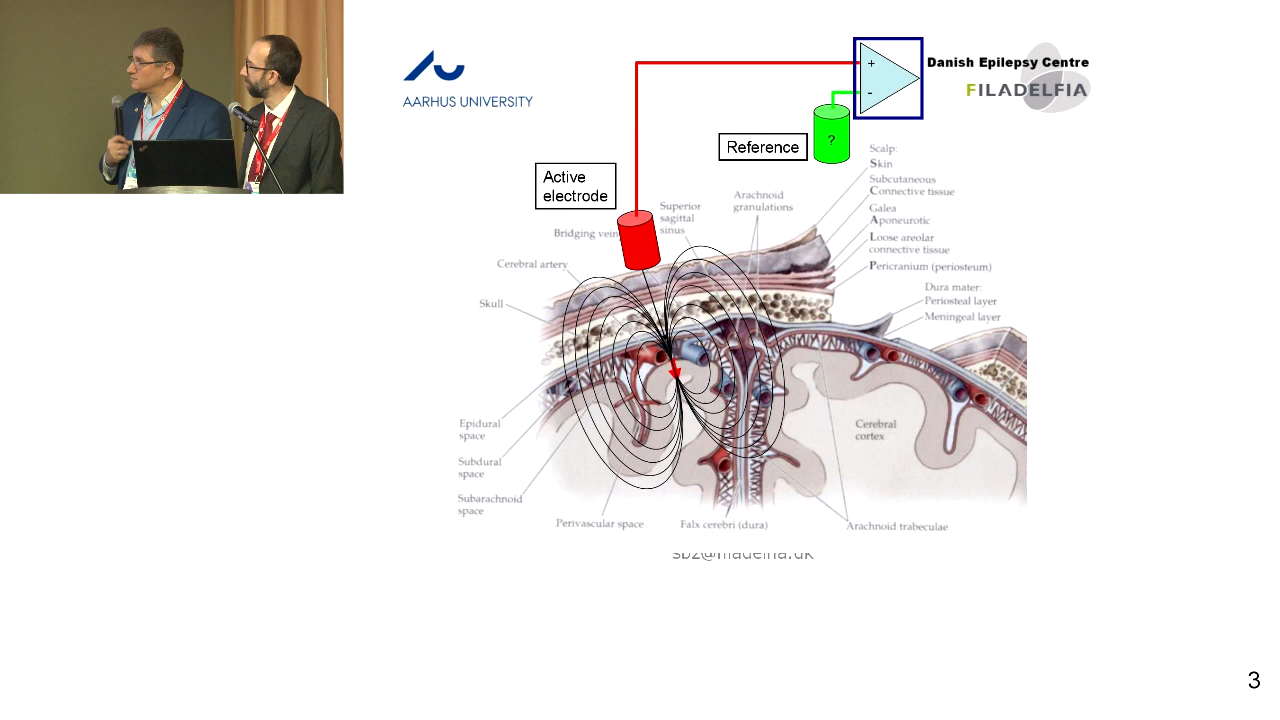 AARHUS UNIVERSITY
Danish Epilepsy Centre
FILADELFIA
+
-
?
Reference
Active
electrode
Scalp:
Skin
Subcutaneous
Connective tissue
Galea
Aponeurotic
Loose areolar
connective tissue
Pericranium (periosteum)
Dura mater:
Periosteal layer
Meningeal layer
Arachnoid
granulations
Superior
sagittal
sinus
Bridging vein
Cerebral artery
Skull
Epidural
space
Subdural
space
Subarachnoid
space
Perivascular space
Falx cerebri (dura)
Arachnoid trabeculae
Cerebral
cortex
3